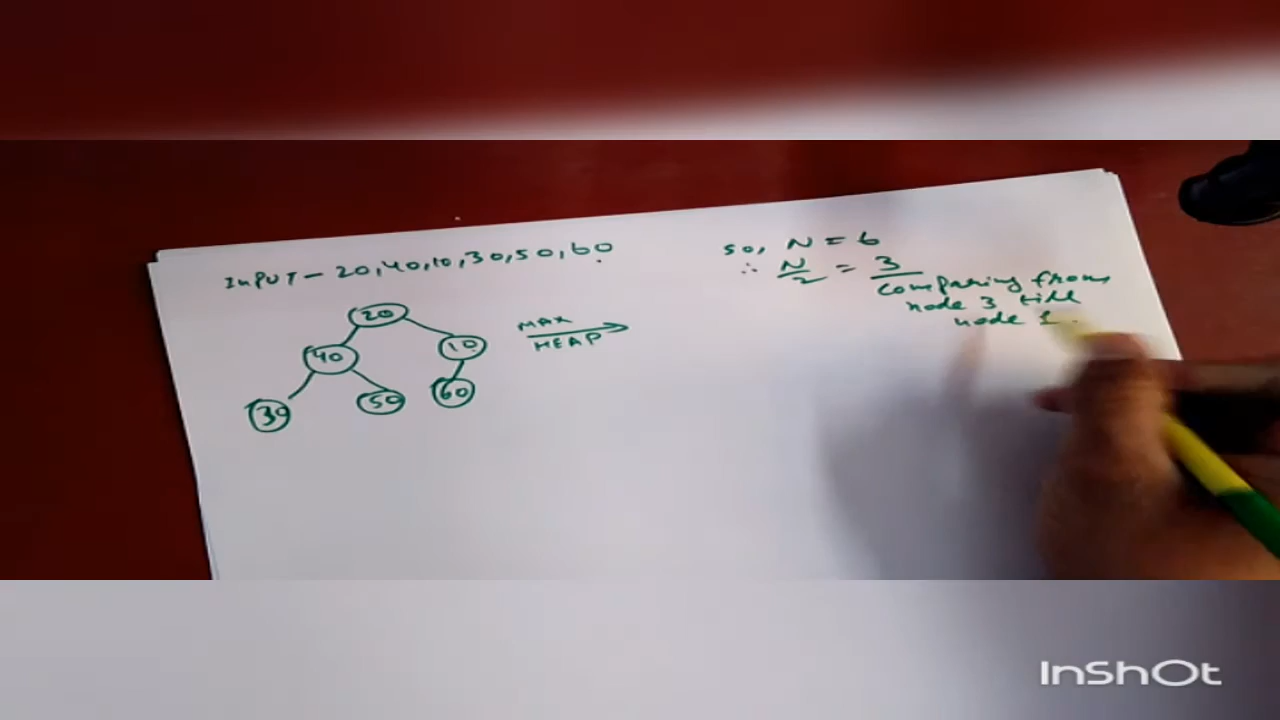 INPUT - 20,40,10,30,50,60
20
40
10
30
50
60
MAX
HEAP
so, N = 6
∴ N/2 = 3
comparing from
node 3 till
node 1.
InShOt